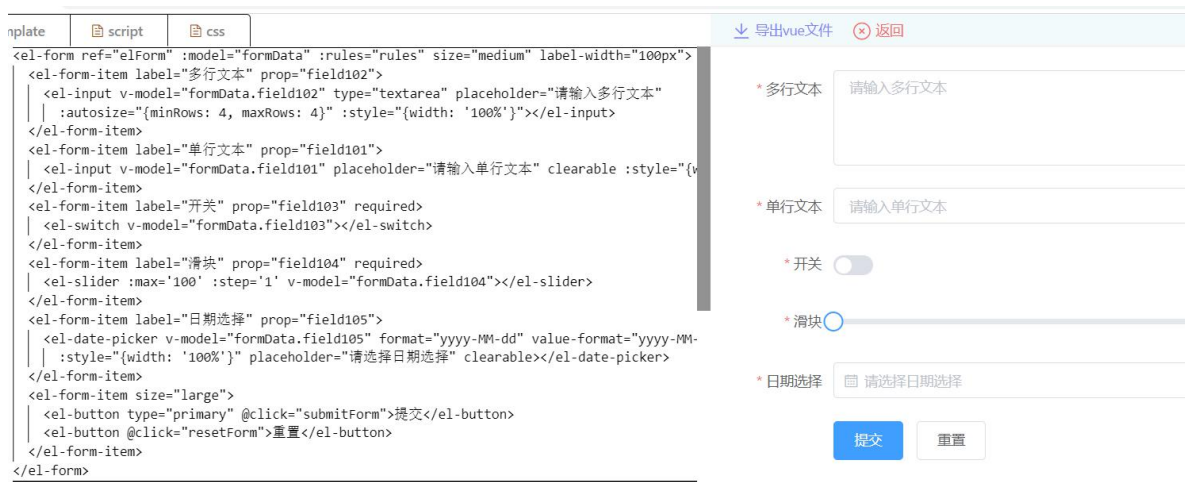 mplate script css
<el-form ref="elForm" :model="formData" :rules="rules" size="medium" label-width="100px">
<el-form-item label="多行文本" prop="field102">
<el-input v-model="formData.field102" type="textarea" placeholder="请输入多行文本"
:autosize="{minRows: 4, maxRows: 4}" :style="{width: '100%'}"></el-input>
</el-form-item>
<el-form-item label="单行文本" prop="field101">
<el-input v-model="formData.field101" placeholder="请输入单行文本" clearable :style="{w
</el-form-item>
<el-form-item label="开关" prop="field103" required>
<el-switch v-model="formData.field103"></el-switch>
</el-form-item>
<el-form-item label="滑块" prop="field104" required>
<el-slider :max='100' :step='1' v-model="formData.field104"></el-slider>
</el-form-item>
<el-form-item label="日期选择" prop="field105">
<el-date-picker v-model="formData.field105" format="yyyy-MM-dd" value-format="yyyy-MM-
:style="{width: '100%'}" placeholder="请选择日期选择" clearable></el-date-picker>
</el-form-item>
<el-form-item size="large">
<el-button type="primary" @click="submitForm">提交</el-button>
<el-button @click="resetForm">重置</el-button>
</el-form-item>
</el-form>
导出vue文件 返回
* 多行文本 请输入多行文本
* 单行文本 请输入单行文本
* 开关
* 滑块
* 日期选择 请选择日期选择
提交 重置